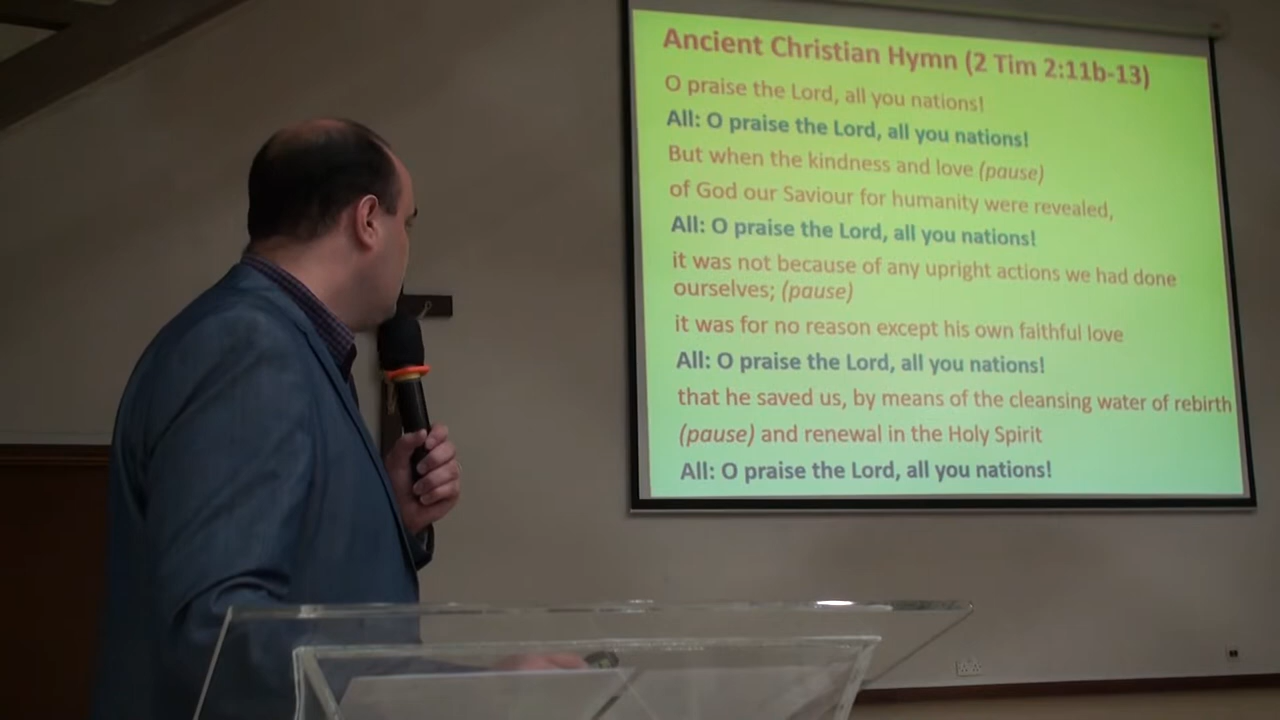 Ancient Christian Hymn (2 Tim 2:11b-13)
O praise the Lord, all you nations!
All: O praise the Lord, all you nations!
But when the kindness and love (pause)
of God our Saviour for humanity were revealed,
All: O praise the Lord, all you nations!
it was not because of any upright actions we had done
ourselves; (pause)
it was for no reason except his own faithful love
All: O praise the Lord, all you nations!
that he saved us, by means of the cleansing water of rebirth
(pause) and renewal in the Holy Spirit
All: O praise the Lord, all you nations!